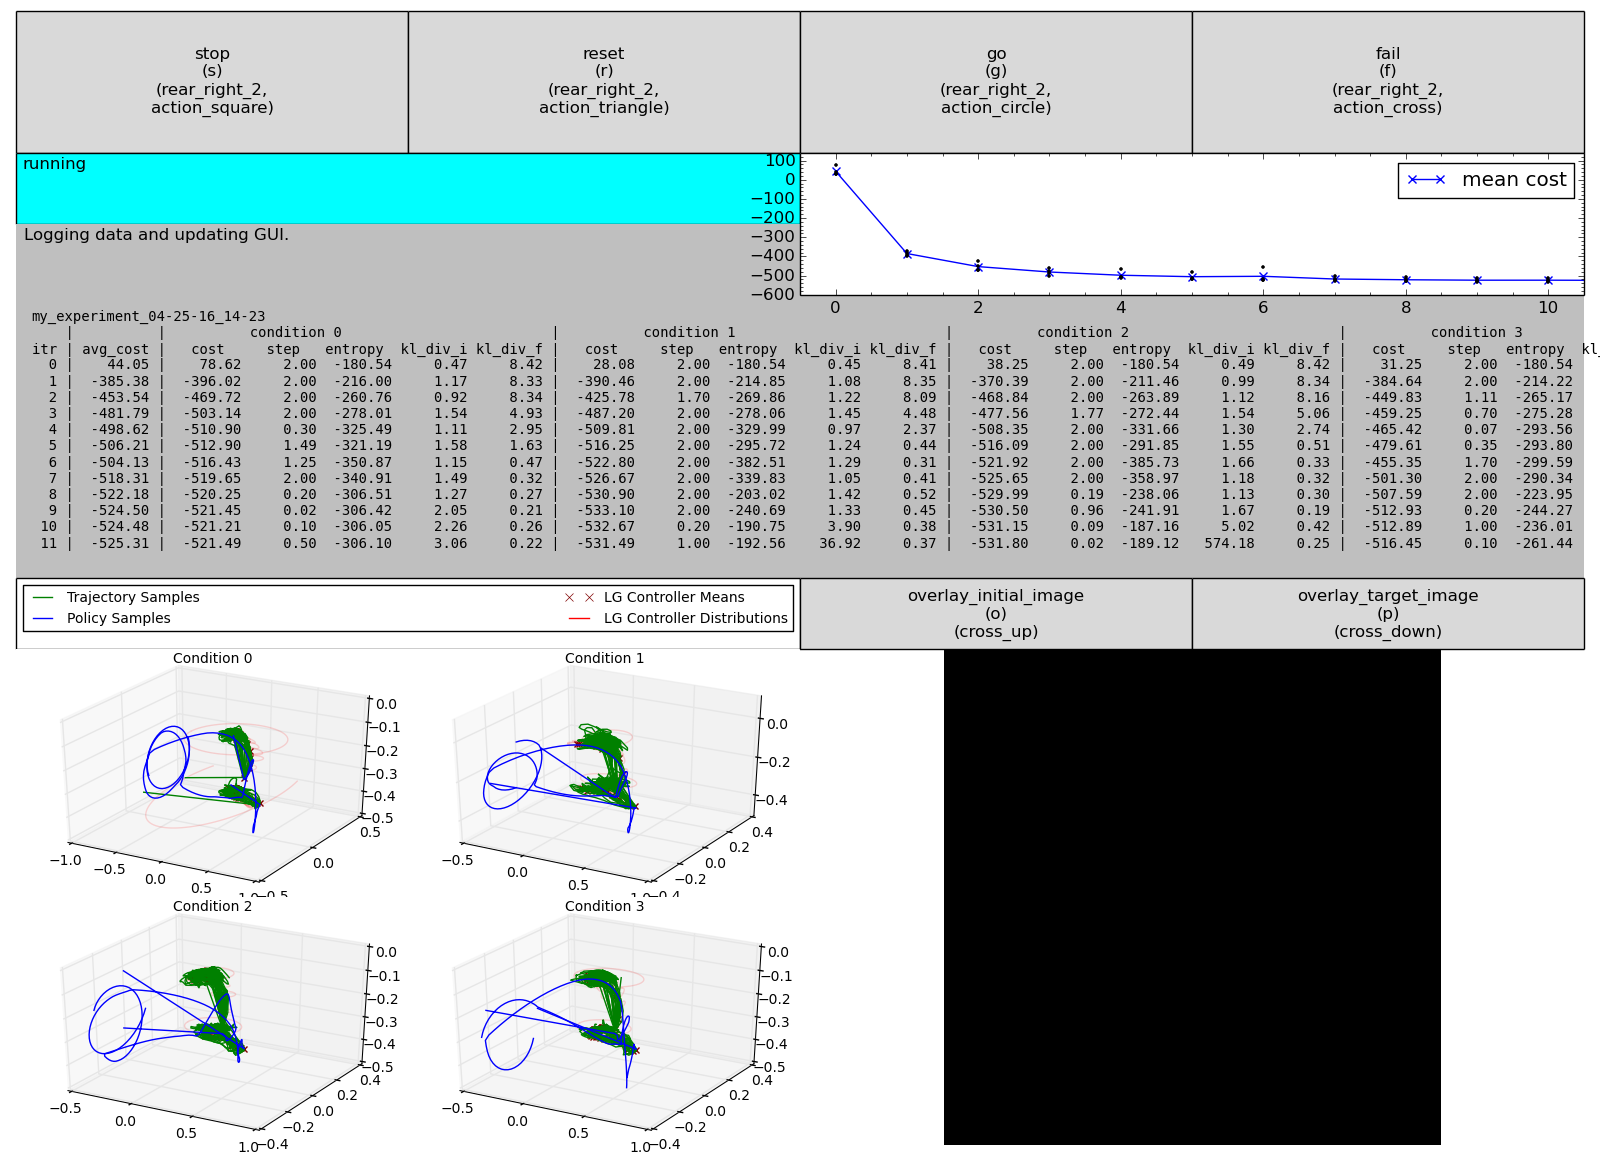 stop
(s)
(rear_right_2,
action_square)
reset
(r)
(rear_right_2,
action_triangle)
go
(g)
(rear_right_2,
action_circle)
fail
(f)
(rear_right_2,
action_cross)
running
Logging data and updating GUI.
100
0
−100
−200
−300
−400
−500
−600
mean cost
0 2 4 6 8 10
my_experiment_04-25-16_14-23
| | condition 0 | condition 1 | condition 2 | condition 3
itr | avg_cost | cost step entropy kl_div_i kl_div_f | cost step entropy kl_div_i kl_div_f | cost step entropy kl_div_i kl_div_f | cost step entropy
0 | 44.05 | 78.62 2.00 -180.54 0.47 8.42 | 28.08 2.00 -180.54 0.45 8.41 | 38.25 2.00 -180.54 0.49 8.42 | 31.25 2.00 -180.54
1 | -385.38 | -396.02 2.00 -216.00 1.17 8.33 | -390.46 2.00 -214.85 1.08 8.35 | -370.39 2.00 -211.46 0.99 8.34 | -384.64 2.00 -214.22
2 | -453.54 | -469.72 2.00 -260.76 0.92 8.34 | -425.78 1.70 -269.86 1.22 8.09 | -468.84 2.00 -263.89 1.12 8.16 | -449.83 1.11 -265.17
3 | -481.79 | -503.14 2.00 -278.01 1.54 4.93 | -487.20 2.00 -278.06 1.45 4.48 | -477.56 1.77 -272.44 1.54 5.06 | -459.25 0.70 -275.28
4 | -498.62 | -510.90 0.30 -325.49 1.11 2.95 | -509.81 2.00 -329.99 0.97 2.37 | -508.35 2.00 -331.66 1.30 2.74 | -465.42 0.07 -293.56
5 | -506.21 | -512.90 1.49 -321.19 1.58 1.63 | -516.25 2.00 -295.72 1.24 0.44 | -516.09 2.00 -291.85 1.55 0.51 | -479.61 0.35 -293.80
6 | -504.13 | -516.43 1.25 -350.87 1.15 0.47 | -522.80 2.00 -382.51 1.29 0.31 | -521.92 2.00 -385.73 1.66 0.33 | -455.35 1.70 -299.59
7 | -518.31 | -519.65 2.00 -340.91 1.49 0.32 | -526.67 2.00 -339.83 1.05 0.41 | -525.65 2.00 -358.97 1.18 0.32 | -501.30 2.00 -290.34
8 | -522.18 | -520.25 0.20 -306.51 1.27 0.27 | -530.90 2.00 -203.02 1.42 0.52 | -529.99 0.19 -238.06 1.13 0.30 | -507.59 2.00 -223.95
9 | -524.50 | -521.45 0.02 -306.42 2.05 0.21 | -533.10 2.00 -240.69 1.33 0.45 | -530.50 0.96 -241.91 1.67 0.19 | -512.93 0.20 -244.27
10 | -524.48 | -521.21 0.10 -306.05 2.26 0.26 | -532.67 0.20 -190.75 3.90 0.38 | -531.15 0.09 -187.16 5.02 0.42 | -512.89 1.00 -236.01
11 | -525.31 | -521.49 0.50 -306.10 3.06 0.22 | -531.49 1.00 -192.56 36.92 0.37 | -531.80 0.02 -189.12 574.18 0.25 | -516.45 0.10 -261.44
Trajectory Samples
Policy Samples
LG Controller Means
LG Controller Distributions
overlay_initial_image
(o)
(cross_up)
overlay_target_image
(p)
(cross_down)
Condition 0
0.0
−0.1
−0.2
−0.3
−0.4
−0.5
0.5
0.0
−1.0 −0.5 0.0 0.5
Condition 1
0.0
−0.2
−0.4
0.4
0.2
0.0
−0.2
−0.5 0.0 0.5
Condition 2
0.0
−0.1
−0.2
−0.3
−0.4
−0.5
0.4
0.2
0.0
−0.2
−0.4
−0.5 0.0 0.5 1.0
Condition 3
0.0
−0.1
−0.2
−0.3
−0.4
−0.5
0.4
0.2
0.0
−0.2
−0.4
−0.5 0.0 0.5 1.0